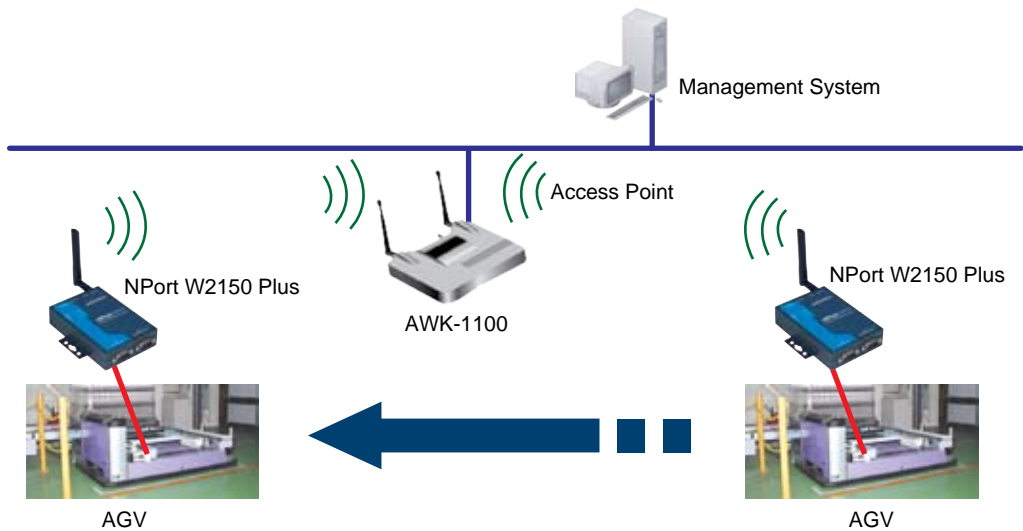 Management System
Access Point
NPort W2150 Plus
NPort W2150 Plus
AWK-1100
AGV
AGV